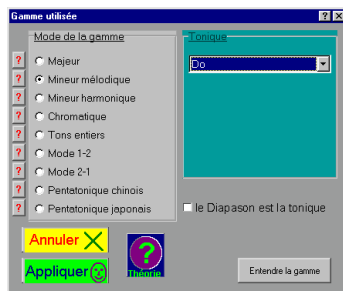 Gamme utilisée
Mode de la gamme
? Majeur
? Mineur mélodique
? Mineur harmonique
? Chromatique
? Tons entiers
? Mode 1-2
? Mode 2-1
? Pentatonique chinois
? Pentatonique japonais
Tonique
Do
le Diapason est la tonique
Annuler
Appliquer
?
Théorie
Entendre la gamme